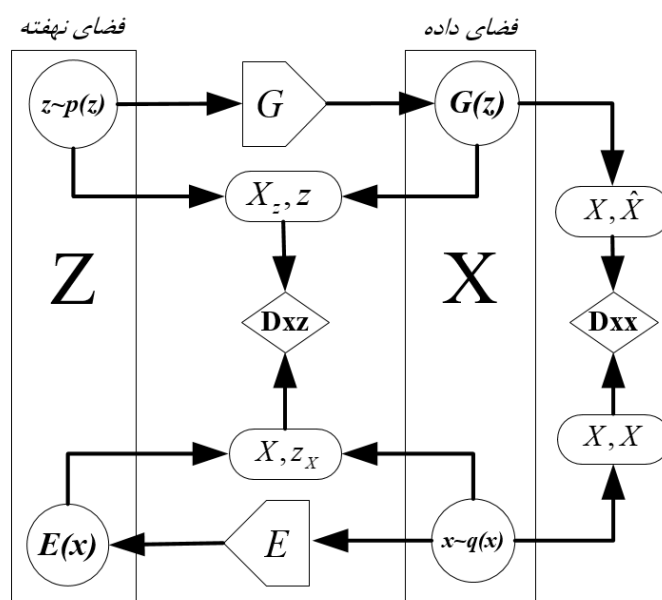 فضای نهفته
فضای داده
z~p(z)
G
G(z)
X_z, z
X, X̂
Z
X
Dxz
Dxx
X, z_X
X, X
E(x)
E
x~q(x)